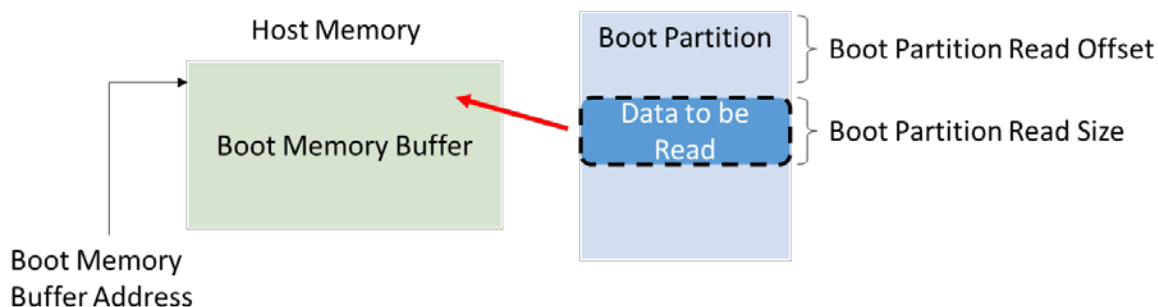 Host Memory
Boot Partition
Boot Partition Read Offset
Data to be
Read
Boot Partition Read Size
Boot Memory Buffer
Boot Memory
Buffer Address